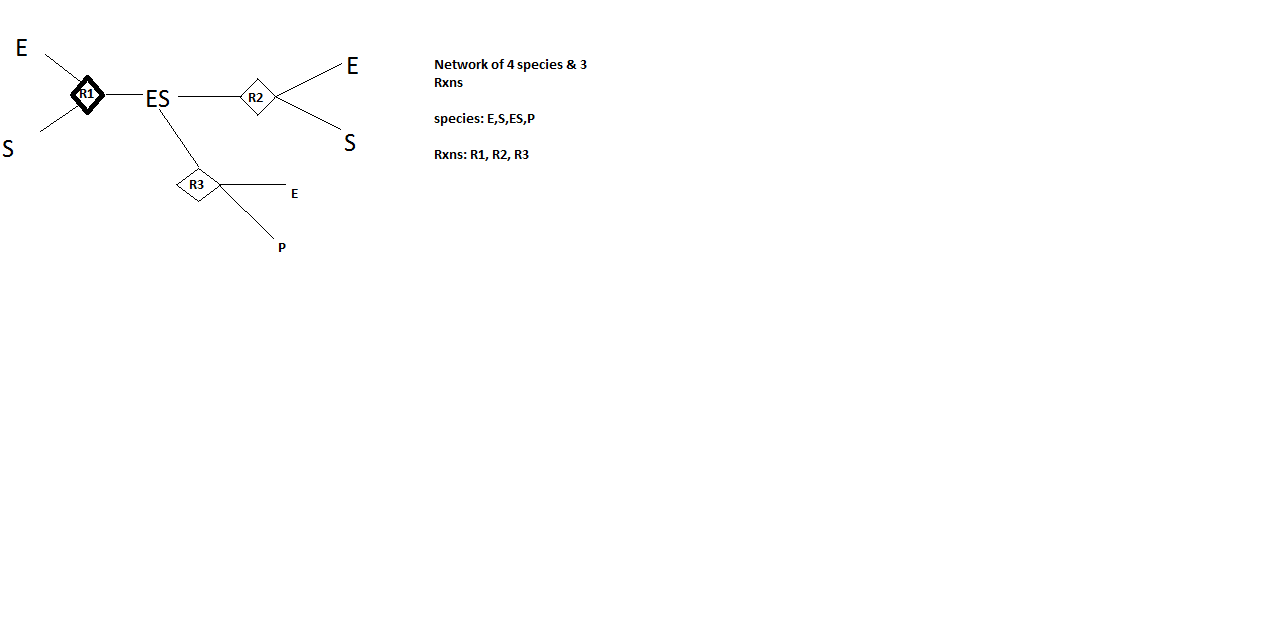 E
R1
S
ES
R2
E
S
R3
E
P
Network of 4 species & 3
Rxns
species: E,S,ES,P
Rxns: R1, R2, R3